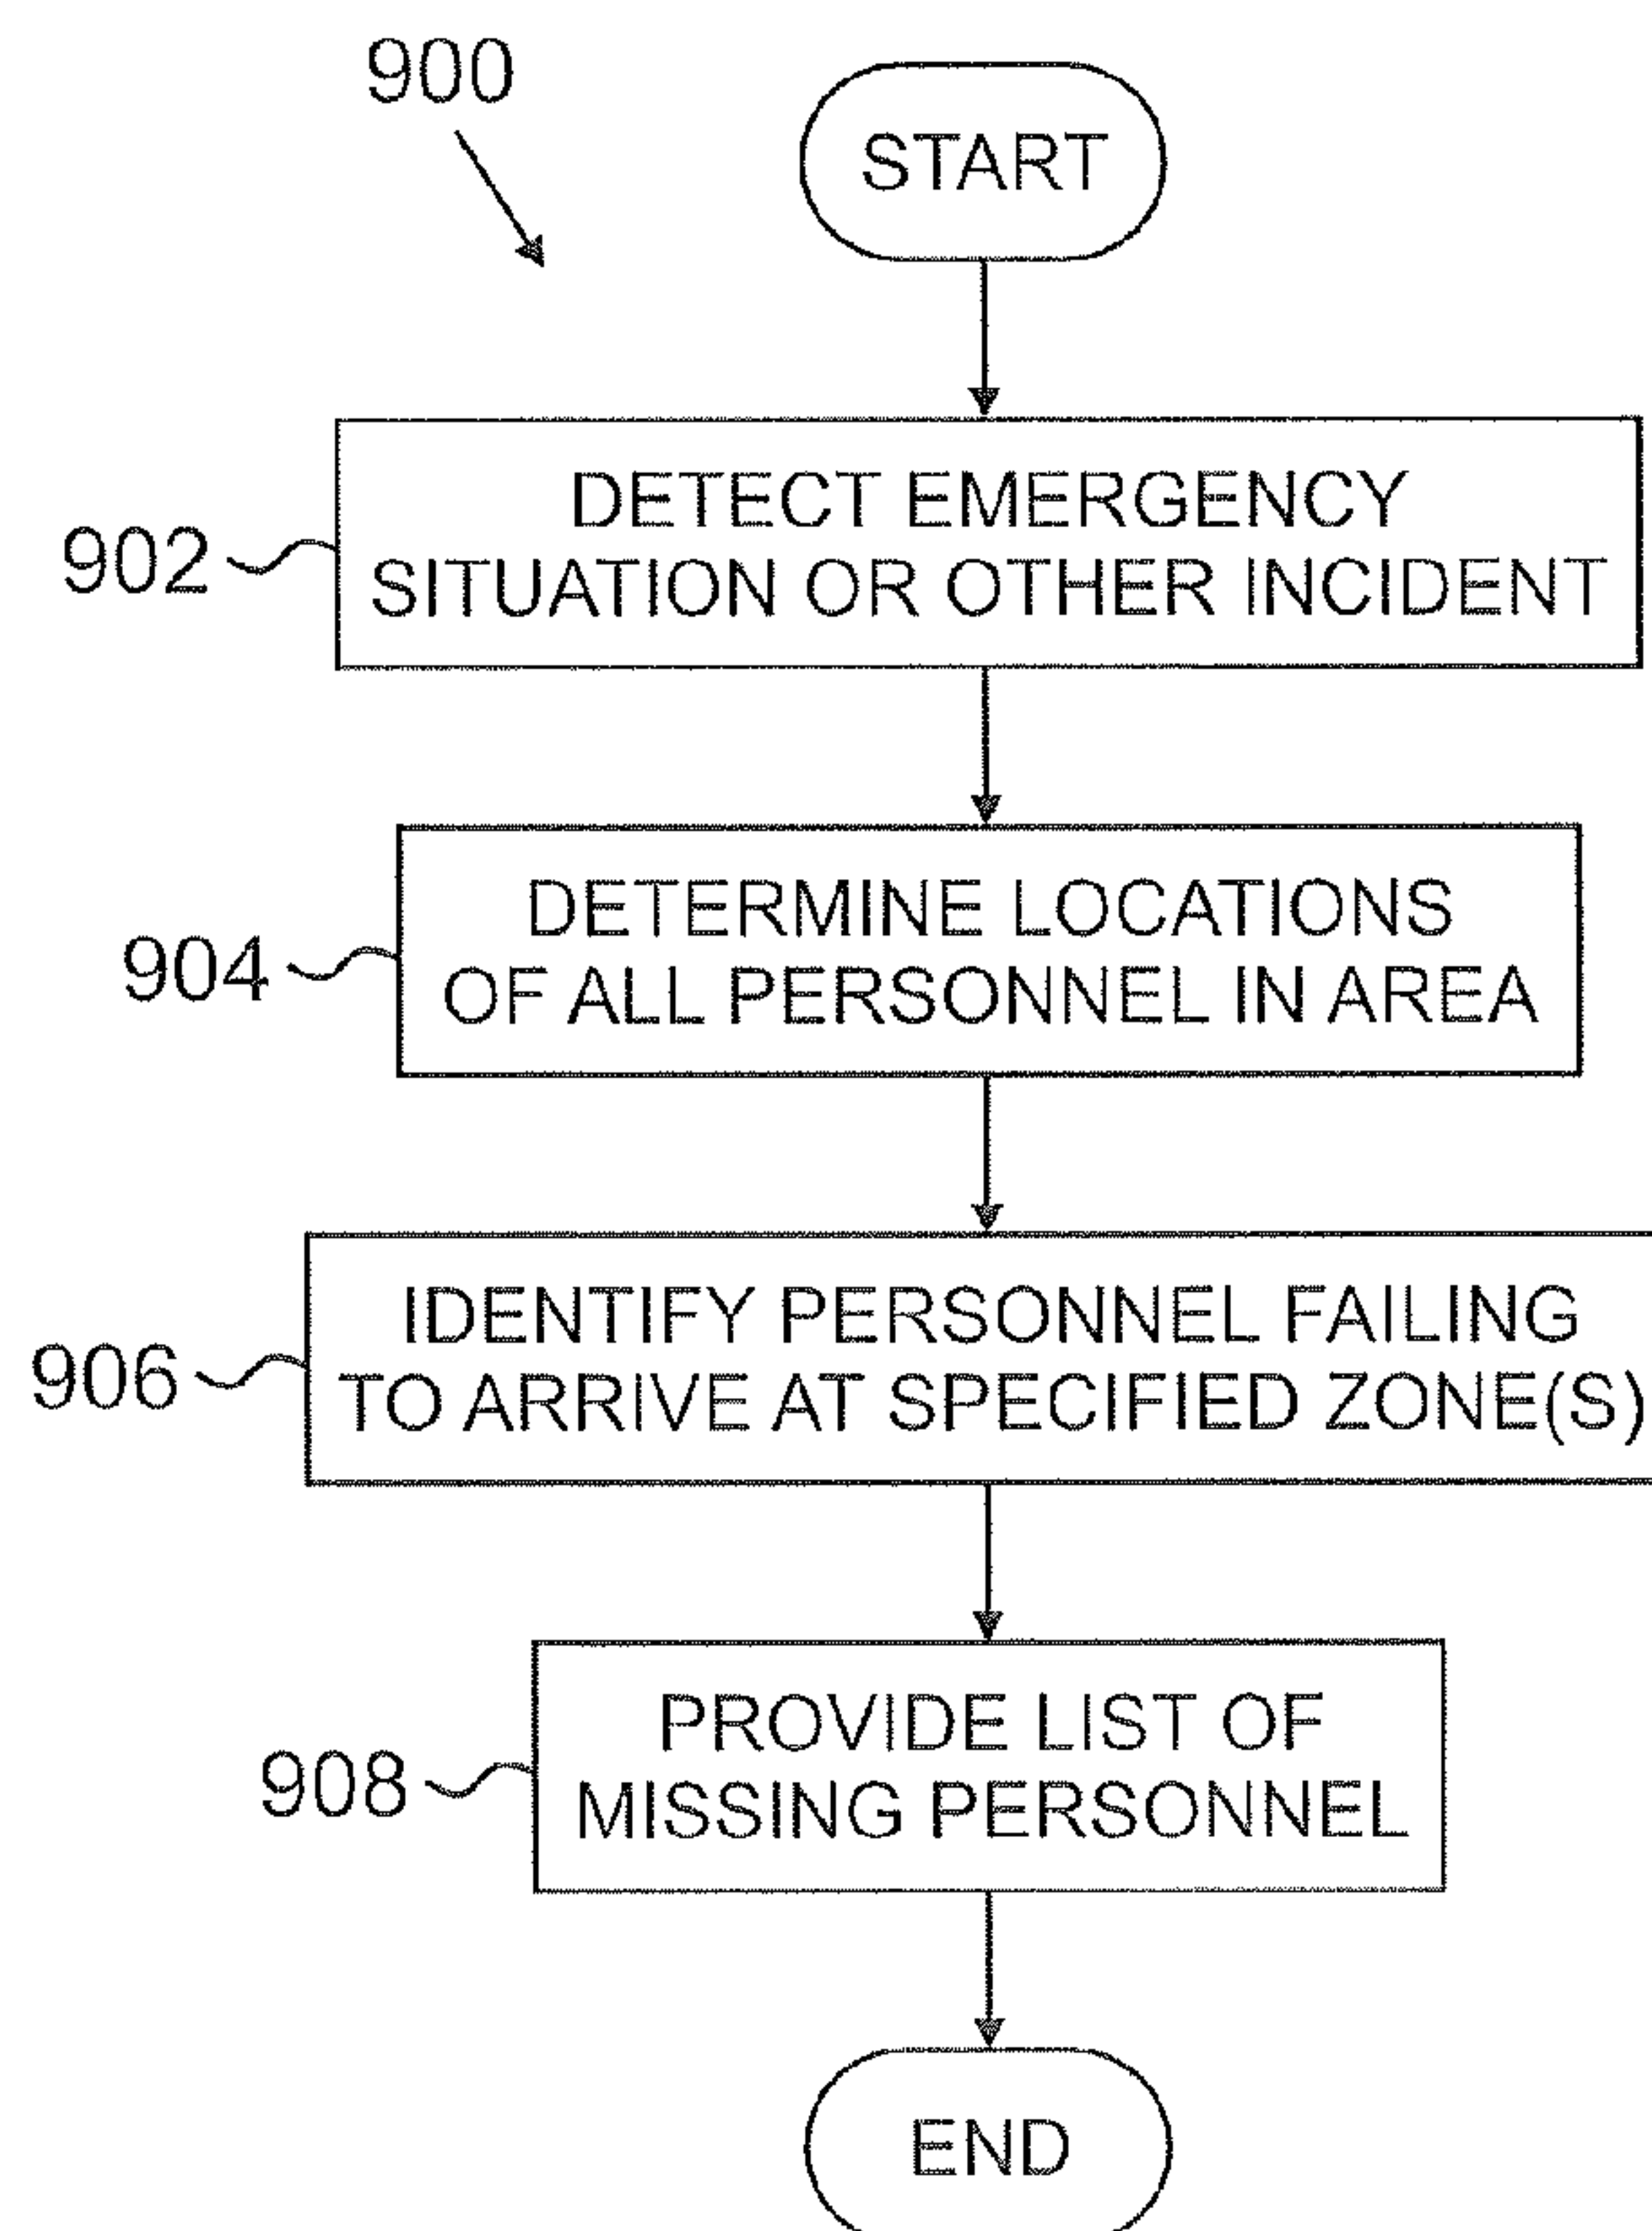 900
START
902
DETECT EMERGENCY
SITUATION OR OTHER INCIDENT
904
DETERMINE LOCATIONS
OF ALL PERSONNEL IN AREA
906
IDENTIFY PERSONNEL FAILING
TO ARRIVE AT SPECIFIED ZONE(S)
908
PROVIDE LIST OF
MISSING PERSONNEL
END